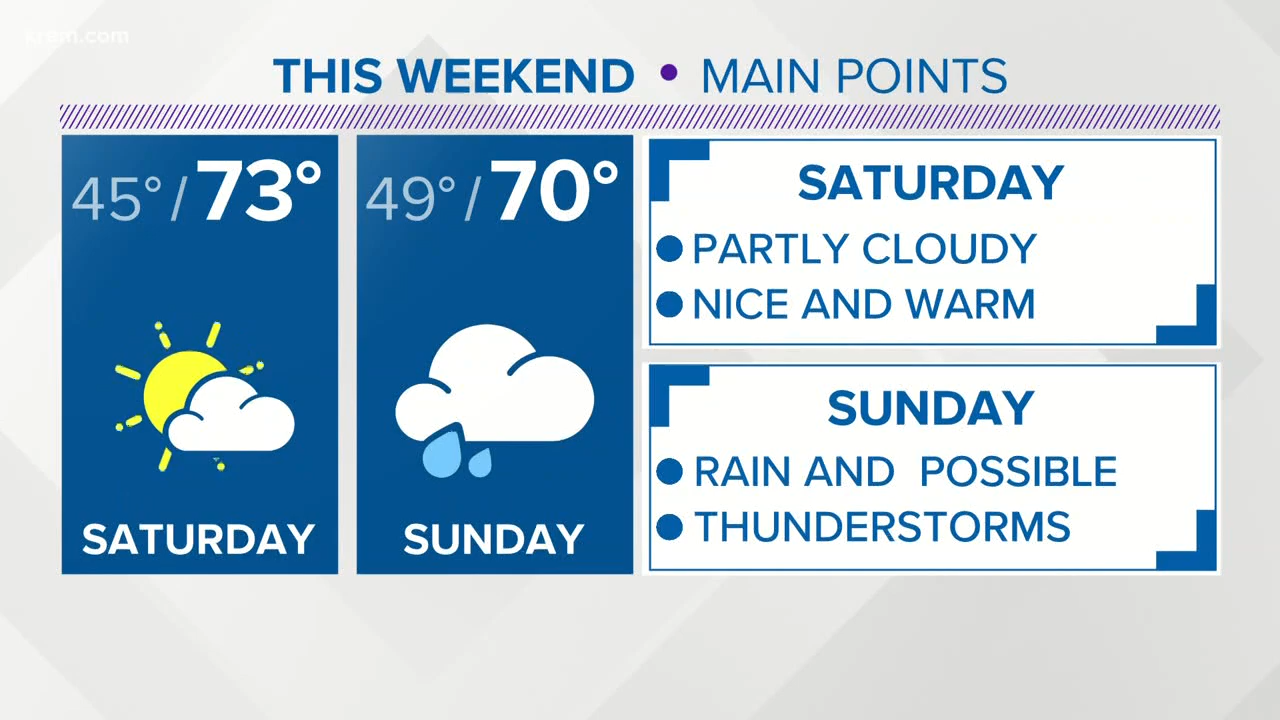 krem.com
THIS WEEKEND • MAIN POINTS
45°/73°
SATURDAY
49°/70°
SUNDAY
SATURDAY
● PARTLY CLOUDY
● NICE AND WARM
SUNDAY
● RAIN AND  POSSIBLE
● THUNDERSTORMS